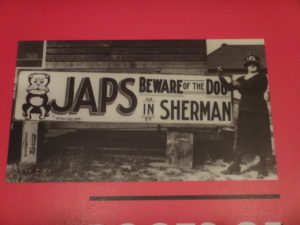 JAPS
BEWARE OF THE DOG
IN SHERMAN